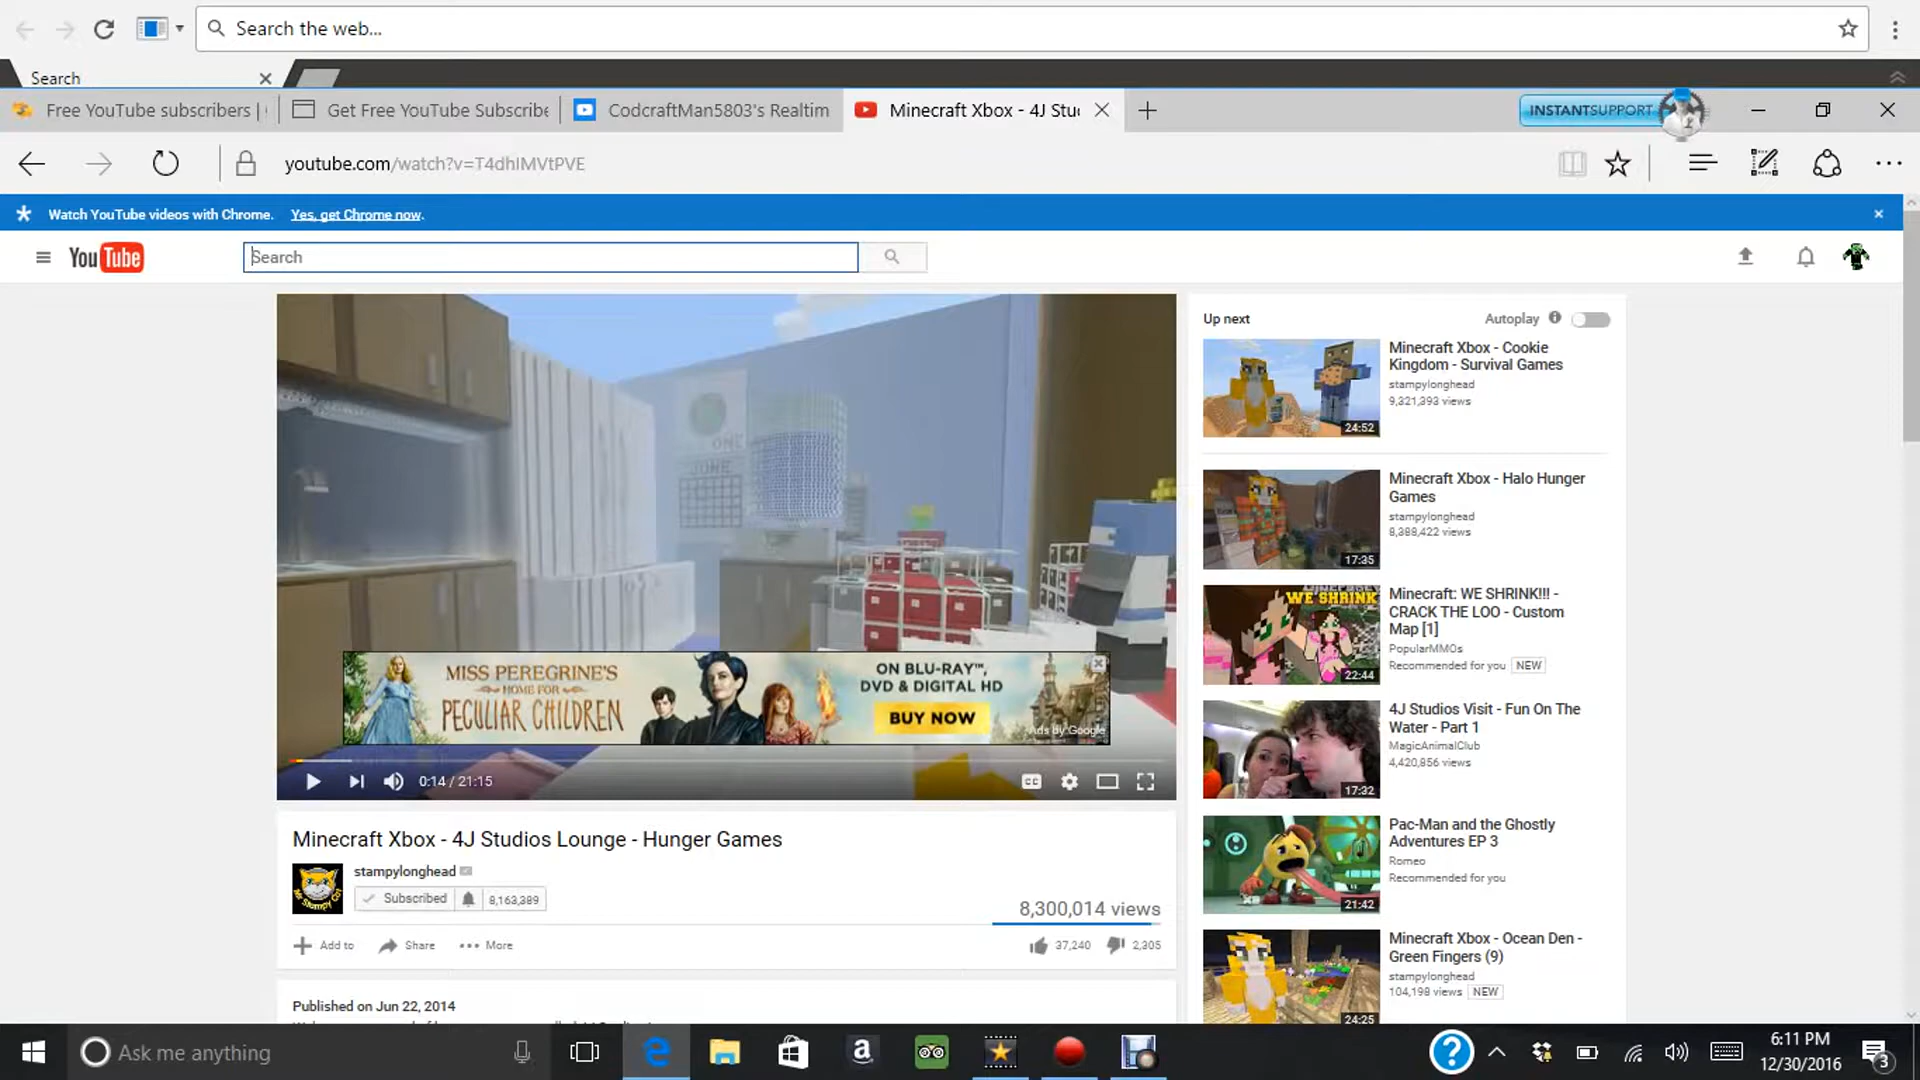 Search the web...
Search
Free YouTube subscribers |
Get Free YouTube Subscribe
CodcraftMan5803's Realtim
Minecraft Xbox - 4J Stu
INSTANTSUPPORT
youtube.com/watch?v=T4dhIMVtPVE
Watch YouTube videos with Chrome. Yes, get Chrome now.
YouTube
Search
Up next
Autoplay
Minecraft Xbox - Cookie
Kingdom - Survival Games
stampylonghead
9,321,393 views
24:52
Minecraft Xbox - Halo Hunger
Games
stampylonghead
8,388,422 views
17:35
WE SHRINK
Minecraft: WE SHRINK!!! -
CRACK THE LOO - Custom
Map [1]
PopularMMOs
Recommended for you NEW
22:44
4J Studios Visit - Fun On The
Water - Part 1
MagicAnimalClub
4,420,856 views
17:32
Pac-Man and the Ghostly
Adventures EP 3
Romeo
Recommended for you
21:42
Minecraft Xbox - Ocean Den -
Green Fingers (9)
stampylonghead
104,198 views NEW
24:25
ONE
JUNE
MISS PEREGRINE'S
HOME FOR
PECULIAR CHILDREN
ON BLU-RAY™,
DVD & DIGITAL HD
BUY NOW
Ads by Google
0:14 / 21:15
CC
Minecraft Xbox - 4J Studios Lounge - Hunger Games
stampylonghead
Subscribed 8,163,389
8,300,014 views
Add to Share More
37,240 2,305
Published on Jun 22, 2014
Ask me anything
6:11 PM
12/30/2016
3